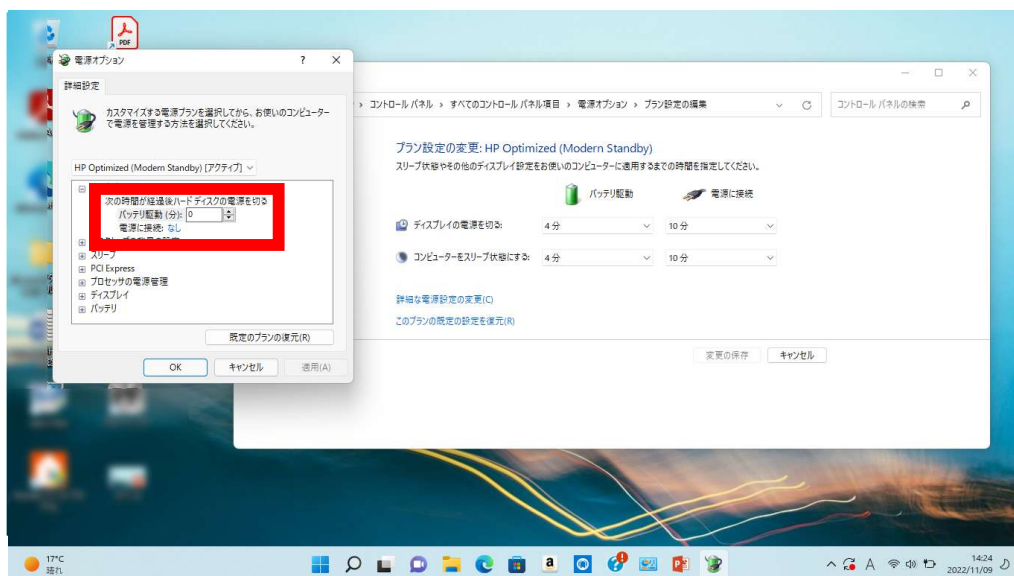 PDF
電源オプション
詳細設定
カスタマイズする電源プランを選択してから、お使いのコンピューター
で電源を管理する方法を選択してください。
HP Optimized (Modern Standby) [アクティブ]
次の時間が経過後ハード ディスクの電源を切る
バッテリ駆動 (分): 0
電源に接続: なし
スリープ
PCI Express
プロセッサの電源管理
ディスプレイ
バッテリ
既定のプランの復元(R)
OK キャンセル 適用(A)
コントロール パネル › すべてのコントロール パネル項目 › 電源オプション › プラン設定の編集
コントロール パネルの検索
プラン設定の変更: HP Optimized (Modern Standby)
スリープ状態やその他のディスプレイ設定をお使いのコンピューターに適用するまでの時間を指定してください。
バッテリ駆動 電源に接続
ディスプレイの電源を切る: 4 分 10 分
コンピューターをスリープ状態にする: 4 分 10 分
詳細な電源設定の変更(C)
このプランの既定の設定を復元(R)
変更の保存 キャンセル
17°C
晴れ
a
A
14:24
2022/11/09